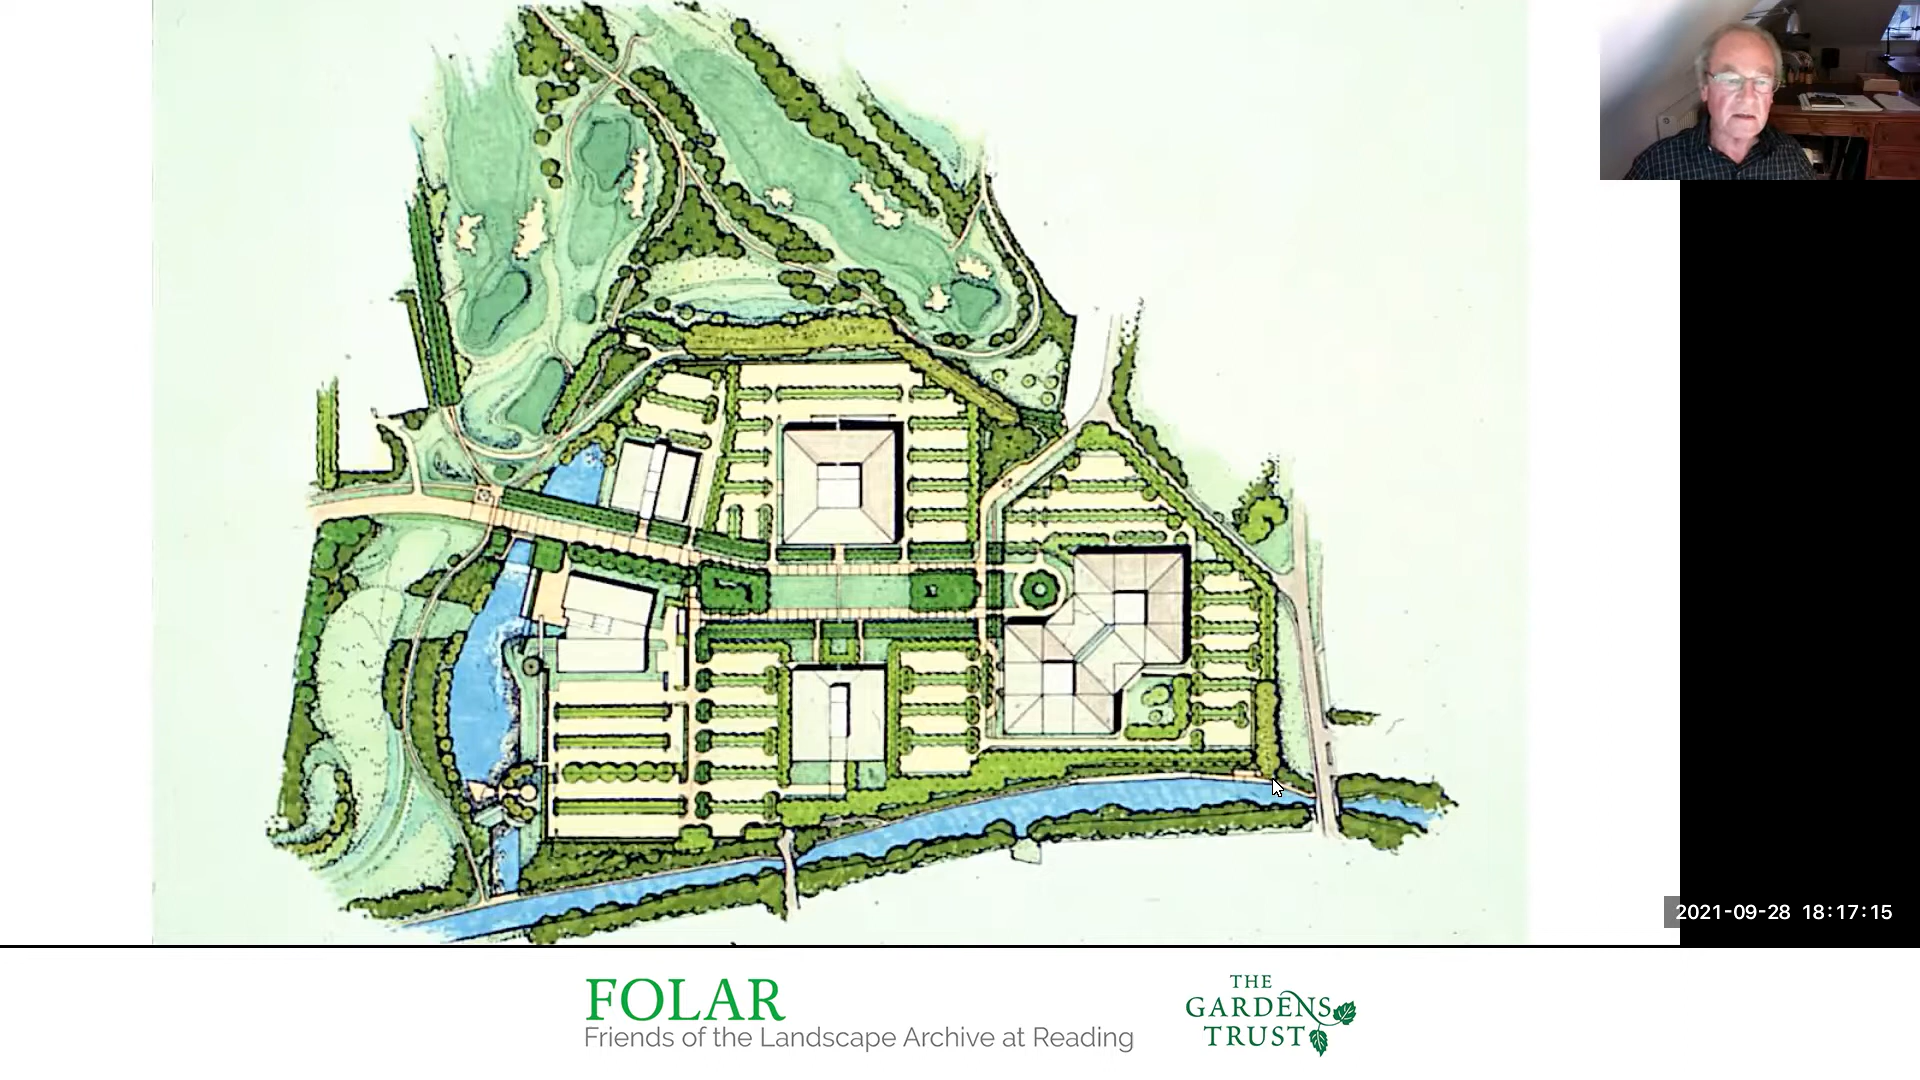 2021-09-28 18:17:15
FOLAR
Friends of the Landscape Archive at Reading
THE
GARDENS
TRUST